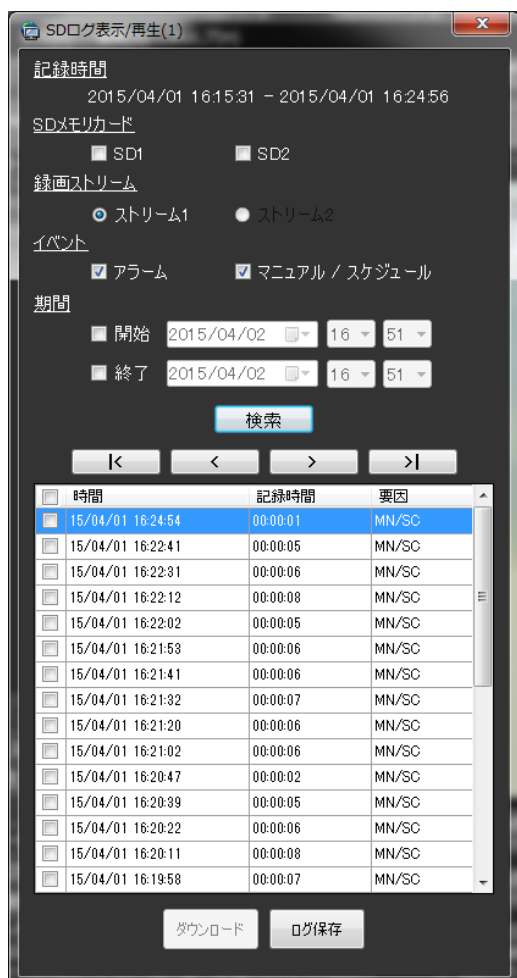 SDログ表示/再生(1)
記録時間
2015/04/01 16:15:31 - 2015/04/01 16:24:56
SDメモリカード
SD1 SD2
録画ストリーム
ストリーム1 ストリーム2
イベント
アラーム マニュアル / スケジュール
期間
開始 2015/04/02 16 51
終了 2015/04/02 16 51
検索
|< < > >|
時間 記録時間 要因
15/04/01 16:24:54 00:00:01 MN/SC
15/04/01 16:22:41 00:00:05 MN/SC
15/04/01 16:22:31 00:00:06 MN/SC
15/04/01 16:22:12 00:00:08 MN/SC
15/04/01 16:22:02 00:00:05 MN/SC
15/04/01 16:21:53 00:00:06 MN/SC
15/04/01 16:21:41 00:00:06 MN/SC
15/04/01 16:21:32 00:00:07 MN/SC
15/04/01 16:21:20 00:00:06 MN/SC
15/04/01 16:21:02 00:00:06 MN/SC
15/04/01 16:20:47 00:00:02 MN/SC
15/04/01 16:20:39 00:00:05 MN/SC
15/04/01 16:20:22 00:00:06 MN/SC
15/04/01 16:20:11 00:00:08 MN/SC
15/04/01 16:19:58 00:00:07 MN/SC
ダウンロード ログ保存